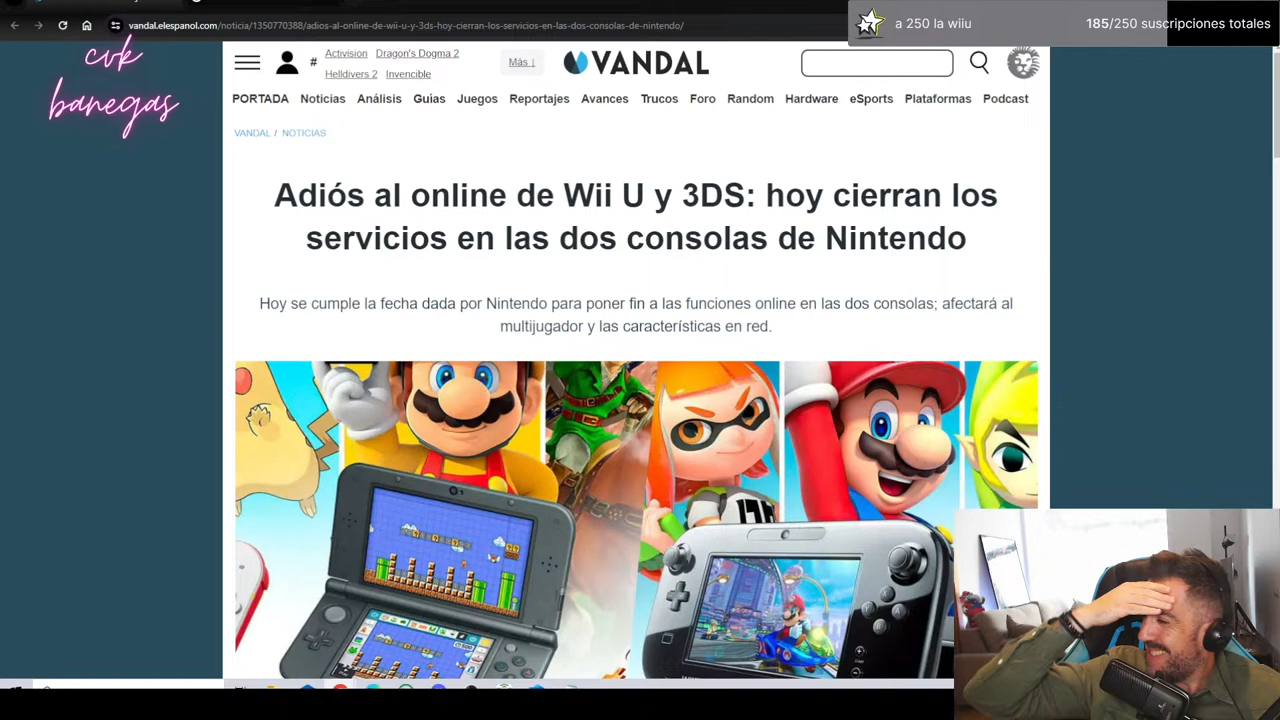 vandal.elespanol.com/noticia/1350770388/adios-al-online-de-wii-u-y-3ds-hoy-cierran-los-servicios-en-las-dos-consolas-de-nintendo/
a 250 la wiiu
185/250 suscripciones totales
cvk
banegas
# Activision Dragon's Dogma 2
Helldivers 2 Invencible
Más ↓
VANDAL
PORTADA Noticias Análisis Guías Juegos Reportajes Avances Trucos Foro Random Hardware eSports Plataformas Podcast
VANDAL / NOTICIAS
Adiós al online de Wii U y 3DS: hoy cierran los
servicios en las dos consolas de Nintendo
Hoy se cumple la fecha dada por Nintendo para poner fin a las funciones online en las dos consolas; afectará al
multijugador y las características en red.